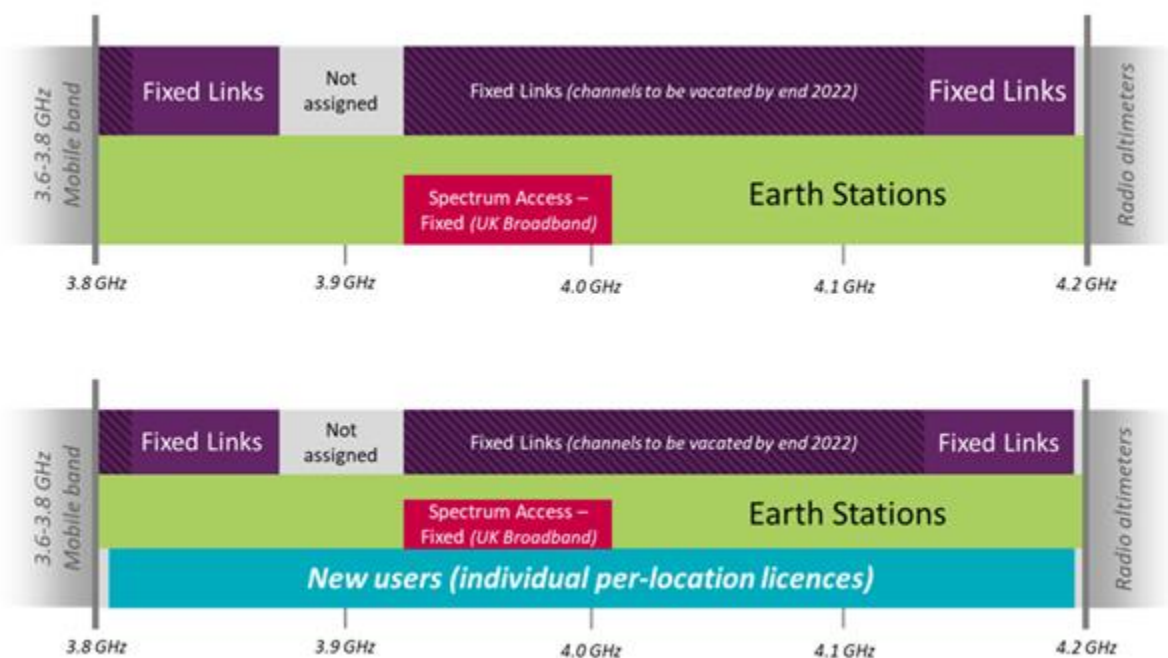 3.6-3.8 GHz
Mobile band
Fixed Links
Not
assigned
Fixed Links (channels to be vacated by end 2022)
Fixed Links
Radio altimeters
Earth Stations
Spectrum Access –
Fixed (UK Broadband)
3.8 GHz
3.9 GHz
4.0 GHz
4.1 GHz
4.2 GHz
3.6-3.8 GHz
Mobile band
Fixed Links
Not
assigned
Fixed Links (channels to be vacated by end 2022)
Fixed Links
Radio altimeters
Earth Stations
Spectrum Access –
Fixed (UK Broadband)
New users (individual per-location licences)
3.8 GHz
3.9 GHz
4.0 GHz
4.1 GHz
4.2 GHz